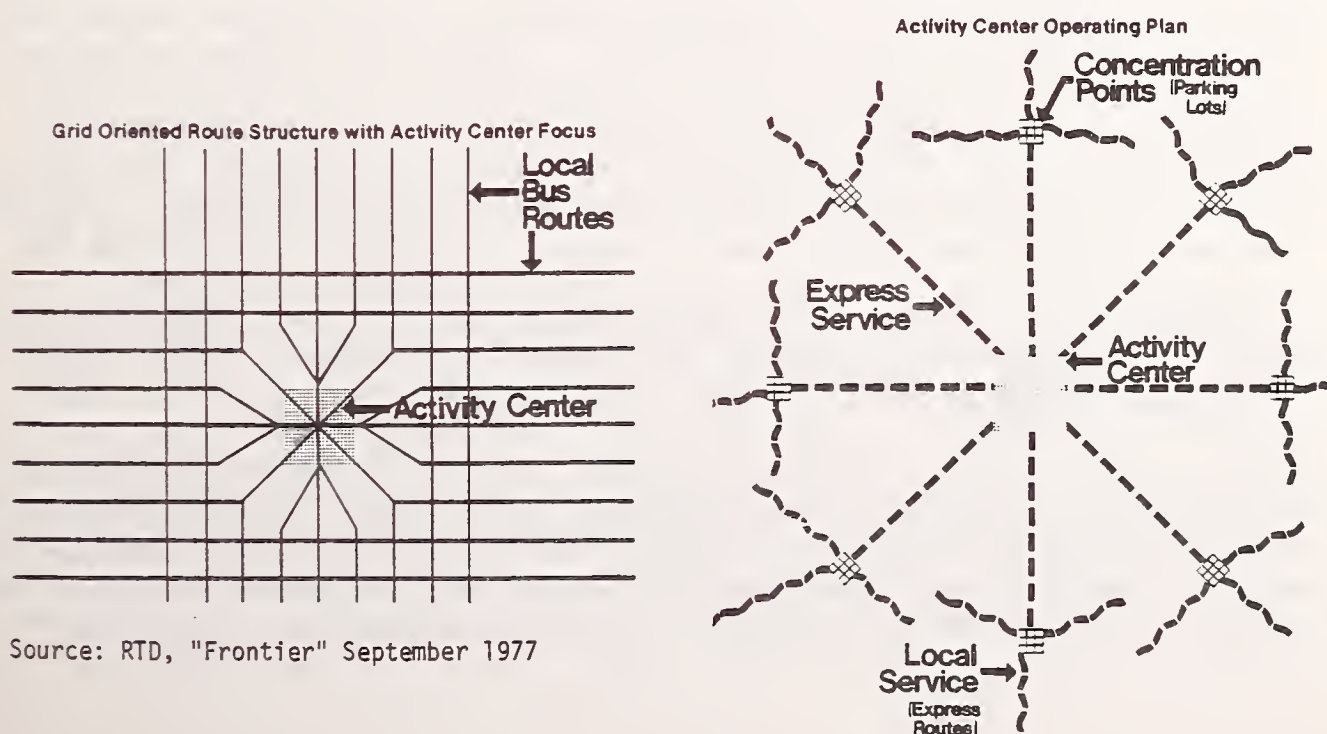 Grid Oriented Route Structure with Activity Center Focus
Local
Bus
Routes
Activity Center
Source: RTD, "Frontier" September 1977
Activity Center Operating Plan
Concentration
Points (Parking
Lots)
Express
Service
Activity
Center
Local
Service
(Express
Routes)